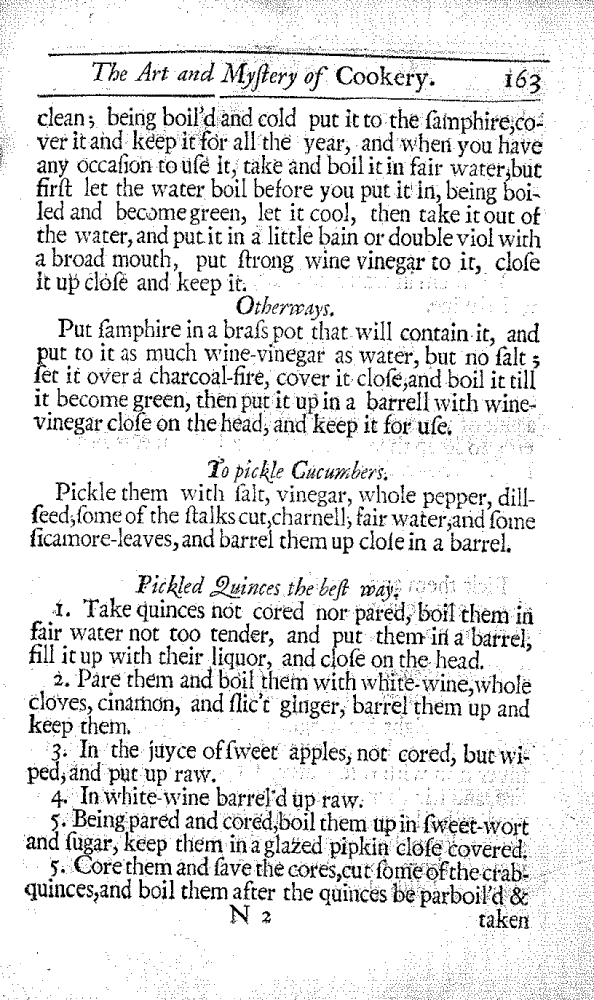 The Art and Myſtery of Cookery. 163
clean; being boil'd and cold put it to the ſamphire,co-
ver it and keep it for all the year, and when you have
any occaſion to uſe it, take and boil it in fair water,but
firſt let the water boil before you put it in, being boi-
led and become green, let it cool, then take it out of
the water, and put it in a little bain or double viol with
a broad mouth, put ſtrong wine vinegar to it, cloſe
it up cloſe and keep it.
Otherways.
Put ſamphire in a braſs pot that will contain it, and
put to it as much wine-vinegar as water, but no ſalt;
ſet it over a charcoal-fire, cover it cloſe,and boil it till
it become green, then put it up in a barrell with wine-
vinegar cloſe on the head, and keep it for uſe.
To pickle Cucumbers.
Pickle them with ſalt, vinegar, whole pepper, dill-
ſeed,ſome of the ſtalks cut,charnell, fair water,and ſome
ſicamore-leaves, and barrel them up cloſe in a barrel.
Pickled Quinces the beſt way.
1. Take quinces not cored nor pared, boil them in
fair water not too tender, and put them in a barrel,
fill it up with their liquor, and cloſe on the head.
2. Pare them and boil them with white-wine,whole
cloves, cinamon, and ſlic't ginger, barrel them up and
keep them.
3. In the juyce of ſweet apples, not cored, but wi-
ped, and put up raw.
4. In white-wine barrel'd up raw.
5. Being pared and cored,boil them up in ſweet-wort
and ſugar, keep them in a glazed pipkin cloſe covered.
5. Core them and ſave the cores,cut ſome of the crab-
quinces,and boil them after the quinces be parboil'd &
N 2 taken